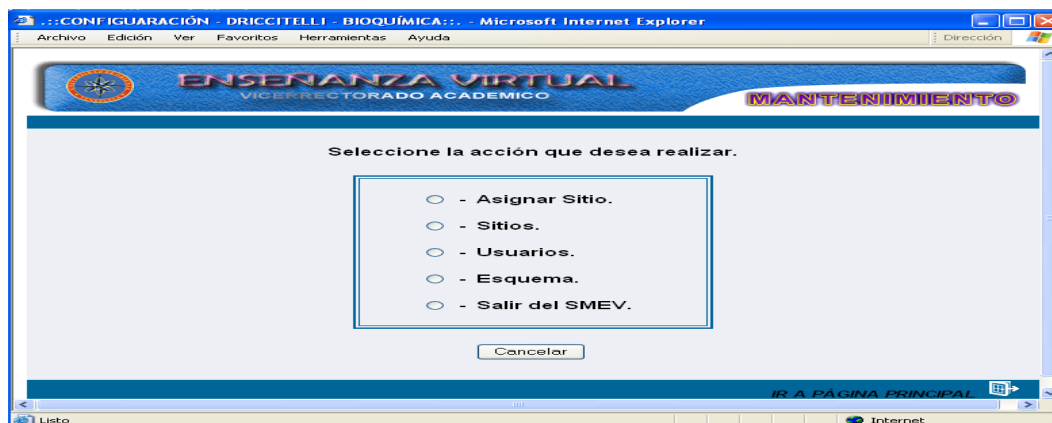 .::CONFIGUARACIÓN - DRICCITELLI - BIOQUÍMICA::. - Microsoft Internet Explorer
Archivo Edición Ver Favoritos Herramientas Ayuda Dirección
ENSEÑANZA VIRTUAL
VICERRECTORADO ACADEMICO
MANTENIMIENTO
Seleccione la acción que desea realizar.
- Asignar Sitio.
- Sitios.
- Usuarios.
- Esquema.
- Salir del SMEV.
Cancelar
IR A PÁGINA PRINCIPAL
Listo Internet